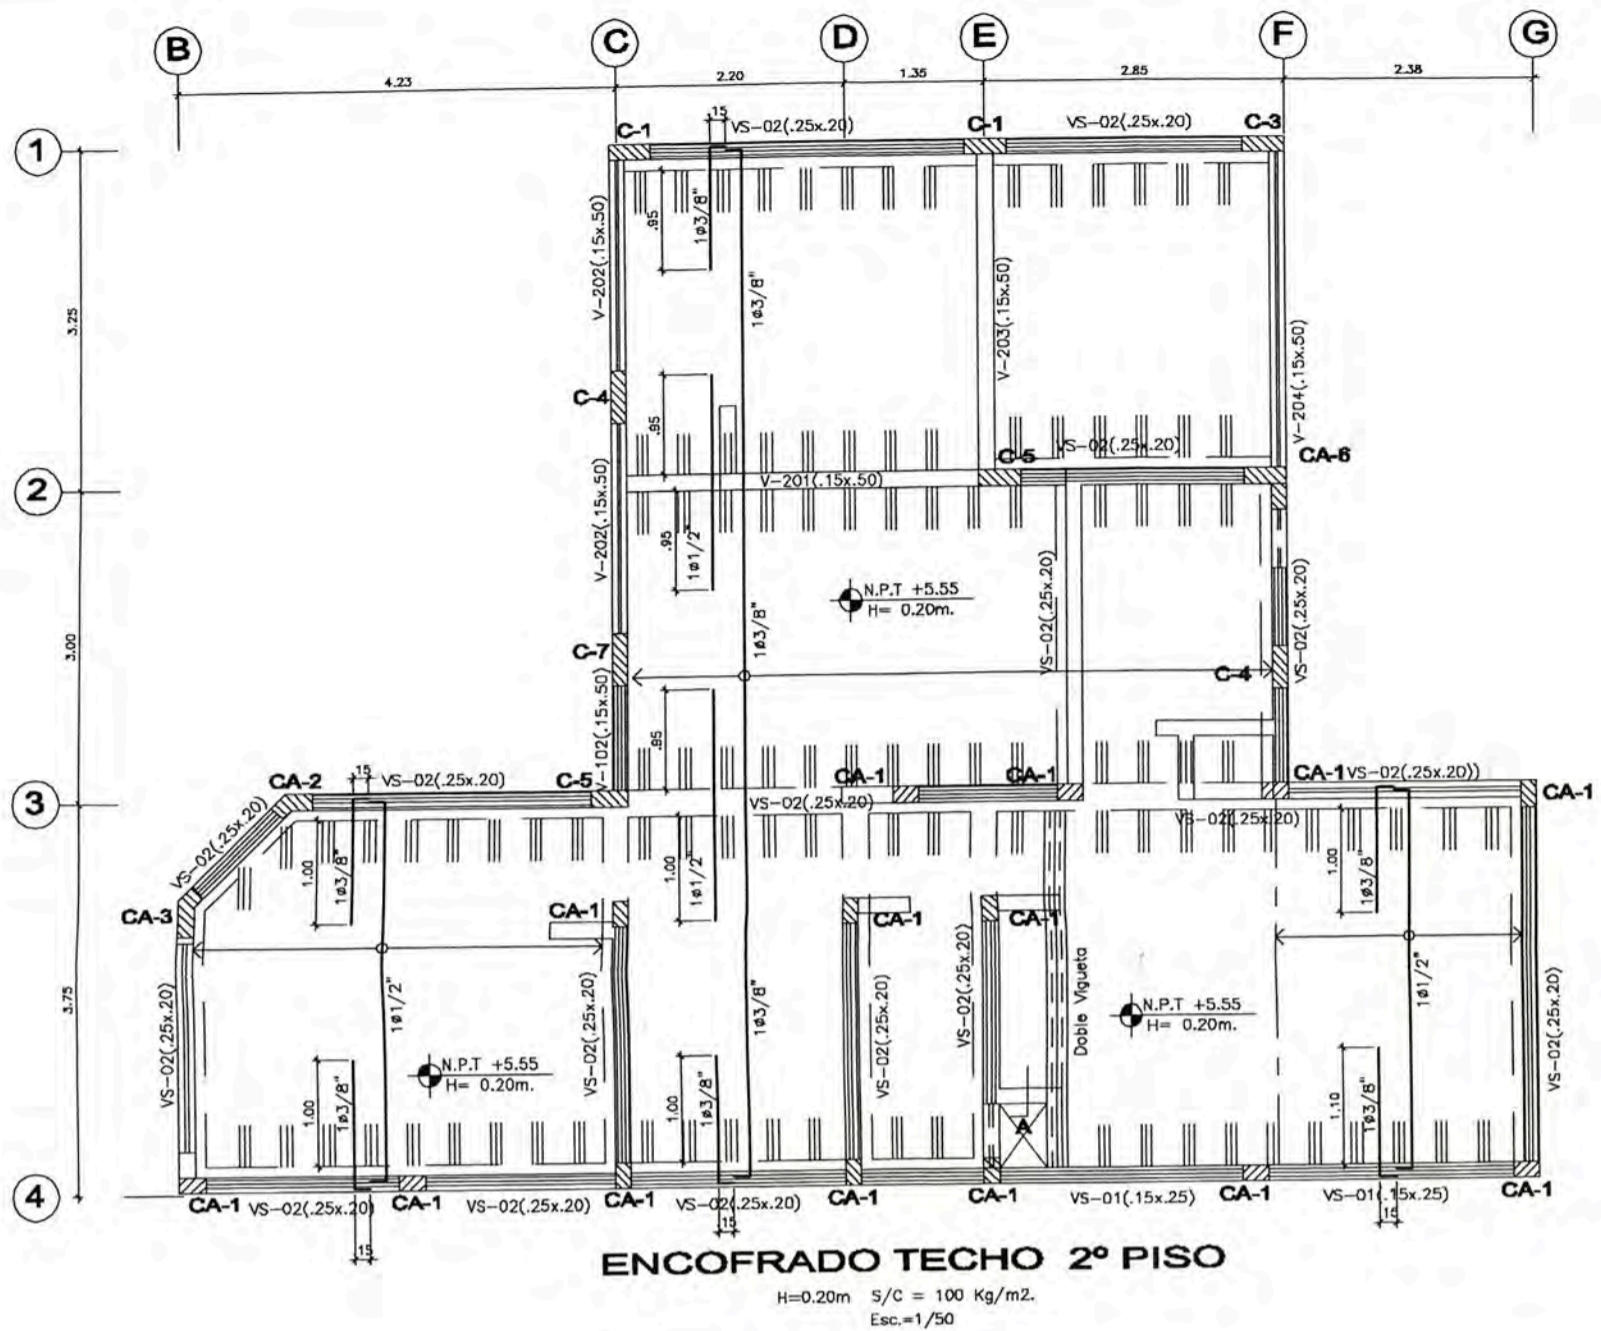 B
C
D
E
F
G
4.23
2.20
1.35
2.85
2.38
1
C-1
.15
VS-02(.25x.20)
C-1
VS-02(.25x.20)
C-3
V-202(.15x.50)
.95
1ø3/8"
1ø3/8"
V-203(.15x.50)
V-204(.15x.50)
3.25
C-4
.95
C-5
VS-02(.25x.20)
CA-6
2
V-201(.15x.50)
V-202(.15x.50)
.95
1ø1/2"
N.P.T +5.55
H= 0.20m.
VS-02(.25x.20)
VS-02(.25x.20)
3.00
1ø3/8"
C-7
C-4
V-102(.15x.50)
.95
CA-2
.15
VS-02(.25x.20)
C-5
CA-1
CA-1
CA-1
VS-02(.25x.20))
CA-1
3
VS-02(.25x.20)
VS-02(.25x.20)
VS-02(.25x.20)
1.00
1ø3/8"
1.00
1ø1/2"
1.00
1ø3/8"
CA-3
CA-1
CA-1
CA-1
3.75
VS-02(.25x.20)
1ø1/2"
VS-02(.25x.20)
1ø3/8"
VS-02(.25x.20)
VS-02(.25x.20)
Doble Vigueta
N.P.T +5.55
H= 0.20m.
1ø1/2"
VS-02(.25x.20)
N.P.T +5.55
H= 0.20m.
1.00
1ø3/8"
1.00
1ø3/8"
A
1.10
1ø3/8"
4
CA-1
VS-02(.25x.20)
CA-1
VS-02(.25x.20)
CA-1
VS-02(.25x.20)
CA-1
CA-1
VS-01(.15x.25)
CA-1
VS-01(.15x.25)
CA-1
.15
.15
.15
ENCOFRADO TECHO 2º PISO
H=0.20m S/C = 100 Kg/m2.
Esc.=1/50